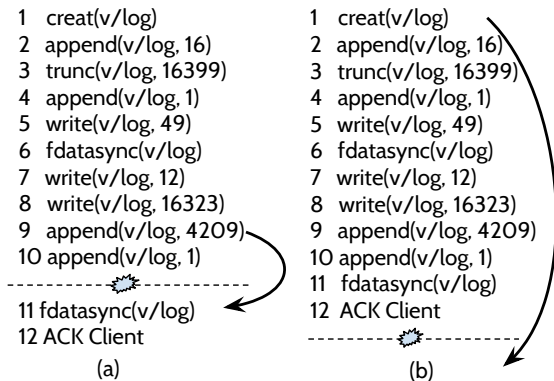 1 creat(v/log)
2 append(v/log, 16)
3 trunc(v/log, 16399)
4 append(v/log, 1)
5 write(v/log, 49)
6 fdatasync(v/log)
7 write(v/log, 12)
8 write(v/log, 16323)
9 append(v/log, 4209)
10 append(v/log, 1)
11 fdatasync(v/log)
12 ACK Client
(a)
1 creat(v/log)
2 append(v/log, 16)
3 trunc(v/log, 16399)
4 append(v/log, 1)
5 write(v/log, 49)
6 fdatasync(v/log)
7 write(v/log, 12)
8 write(v/log, 16323)
9 append(v/log, 4209)
10 append(v/log, 1)
11 fdatasync(v/log)
12 ACK Client
(b)